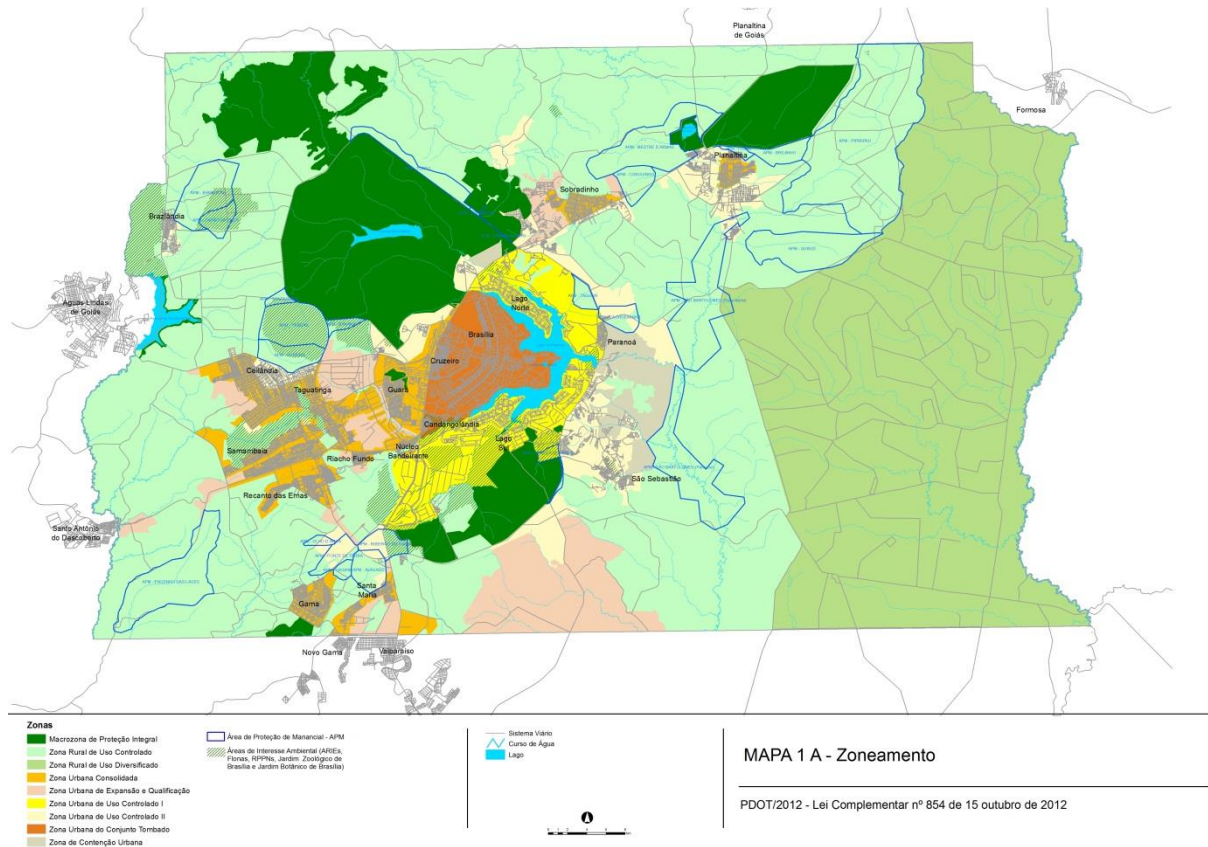 Planaltina
de Goiás
Formosa
Planaltina
Sobradinho
Brazlândia
Águas Lindas
de Goiás
Lago
Norte
Brasília
Paranoá
Cruzeiro
Ceilândia
Taguatinga
Guará
Candangolândia
Núcleo
Bandeirante
Lago
Sul
Samambaia
Riacho Fundo
São Sebastião
Recanto das Emas
Santo Antônio
do Descoberto
Santa
Maria
Gama
Novo Gama
Valparaíso
Zonas
Macrozona de Proteção Integral
Zona Rural de Uso Controlado
Zona Rural de Uso Diversificado
Zona Urbana Consolidada
Zona Urbana de Expansão e Qualificação
Zona Urbana de Uso Controlado I
Zona Urbana de Uso Controlado II
Zona Urbana do Conjunto Tombado
Zona de Contenção Urbana
Área de Proteção de Manancial - APM
Áreas de Interesse Ambiental (ARIEs,
Flonas, RPPNs, Jardim Zoológico de
Brasília e Jardim Botânico de Brasília)
Sistema Viário
Curso de Água
Lago
MAPA 1 A - Zoneamento
PDOT/2012 - Lei Complementar nº 854 de 15 outubro de 2012